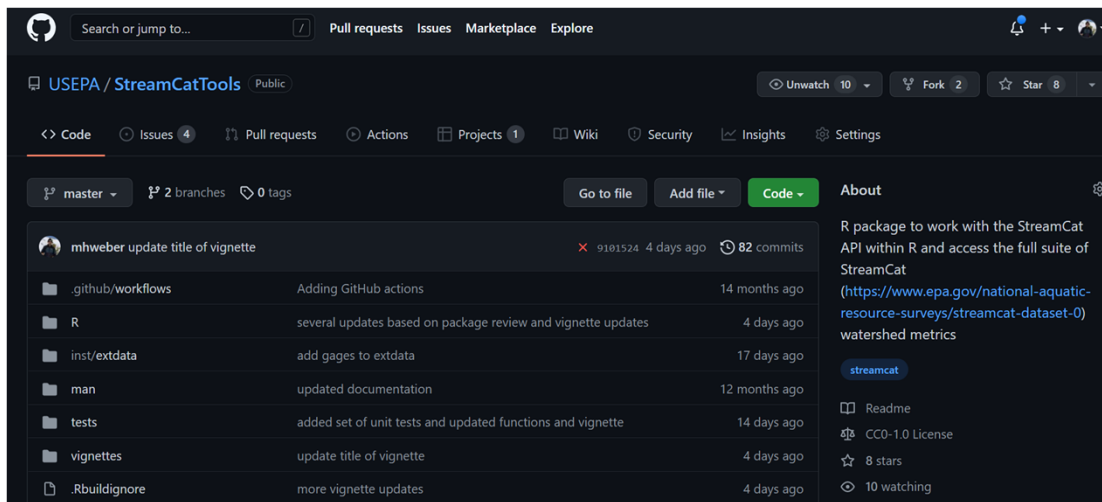 Search or jump to... / Pull requests Issues Marketplace Explore
USEPA / StreamCatTools Public Unwatch 10 Fork 2 Star 8
<> Code Issues 4 Pull requests Actions Projects 1 Wiki Security Insights Settings
master 2 branches 0 tags Go to file Add file Code
mhweber update title of vignette 9101524 4 days ago 82 commits
.github/workflows Adding GitHub actions 14 months ago
R several updates based on package review and vignette updates 4 days ago
inst/extdata add gages to extdata 17 days ago
man updated documentation 12 months ago
tests added set of unit tests and updated functions and vignette 14 days ago
vignettes update title of vignette 4 days ago
.Rbuildignore more vignette updates 4 days ago
About
R package to work with the StreamCat
API within R and access the full suite of
StreamCat
(https://www.epa.gov/national-aquatic-
resource-surveys/streamcat-dataset-0)
watershed metrics
streamcat
Readme
CC0-1.0 License
8 stars
10 watching